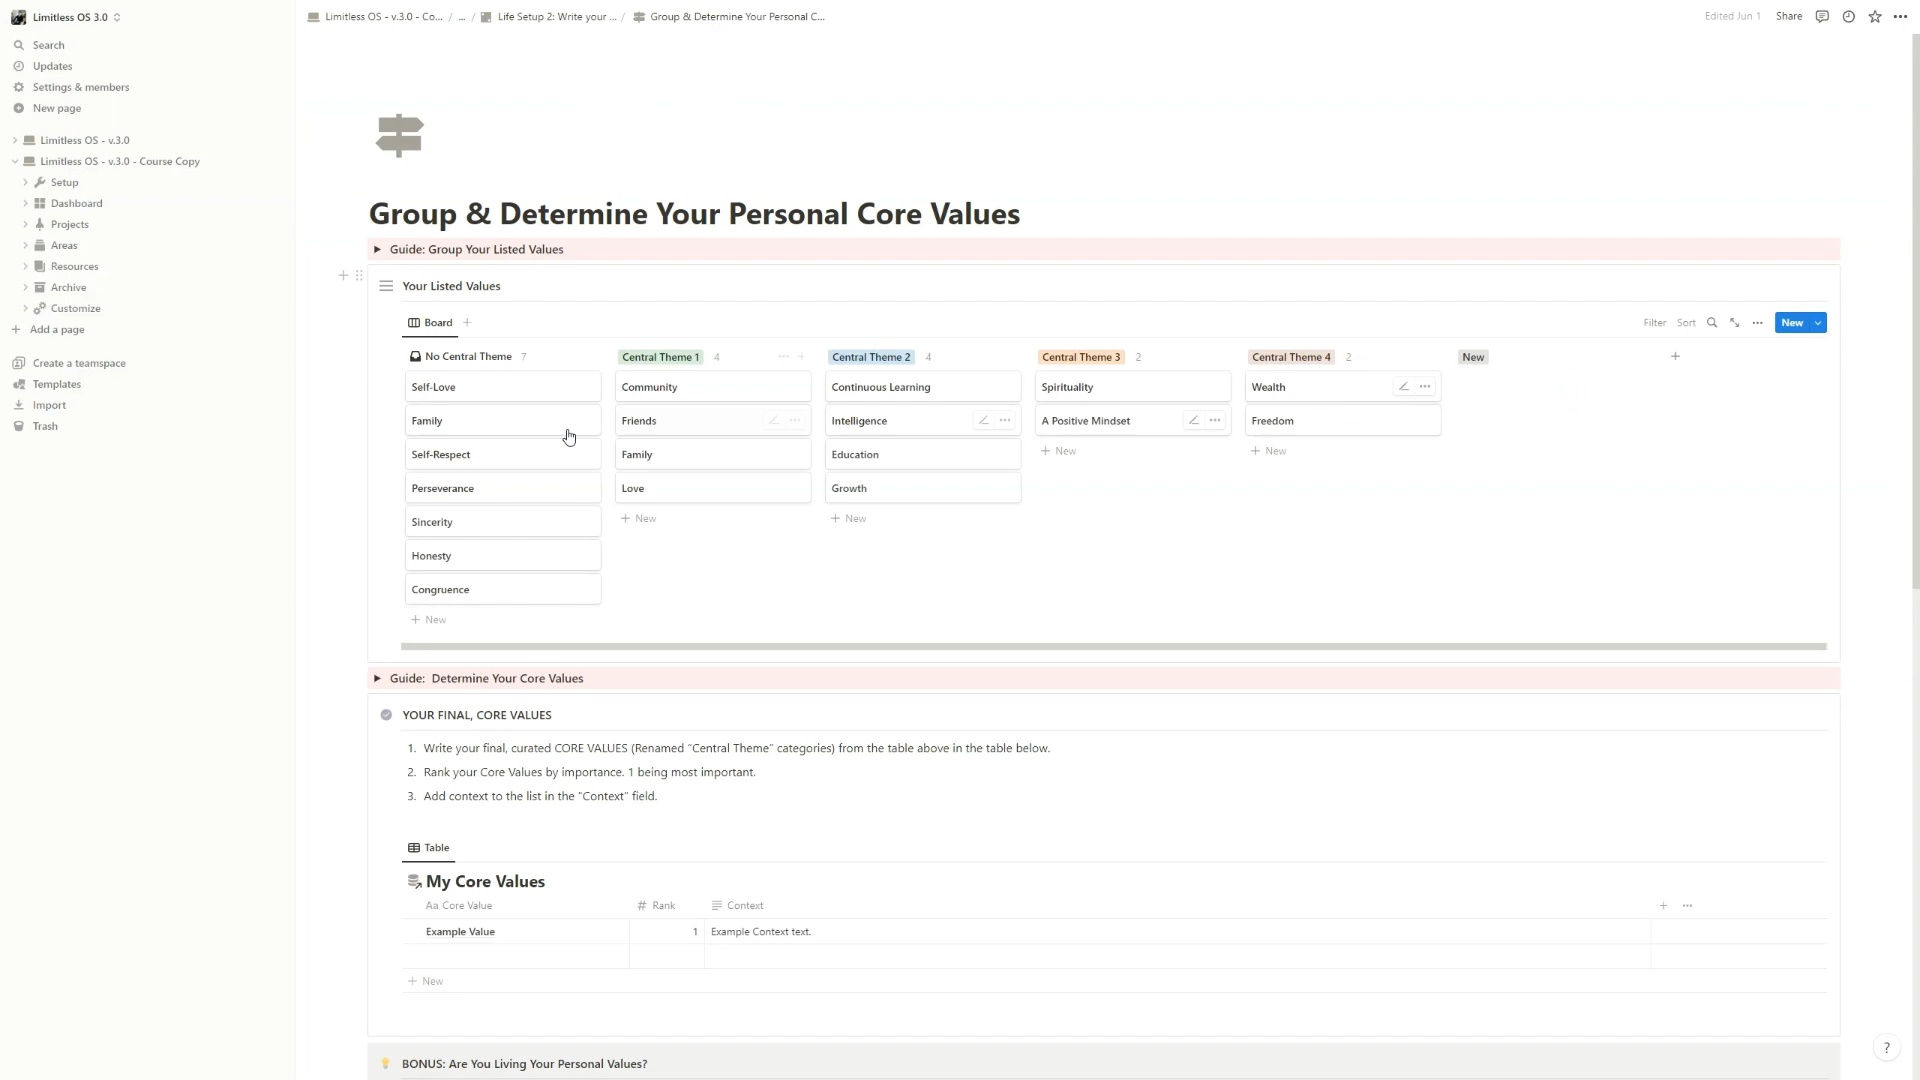 Limitless OS 3.0
Search
Updates
Settings & members
New page
Limitless OS - v.3.0
Limitless OS - v.3.0 - Course Copy
Setup
Dashboard
Projects
Areas
Resources
Archive
Customize
Add a page
Create a teamspace
Templates
Import
Trash
Limitless OS - v.3.0 - Co... / ... / Life Setup 2: Write your ... / Group & Determine Your Personal C...
Edited Jun 1 Share
Group & Determine Your Personal Core Values
Guide: Group Your Listed Values
Your Listed Values
Board
Filter Sort New
No Central Theme 7
Self-Love
Family
Self-Respect
Perseverance
Sincerity
Honesty
Congruence
+ New
Central Theme 1 4
Community
Friends
Family
Love
+ New
Central Theme 2 4
Continuous Learning
Intelligence
Education
Growth
+ New
Central Theme 3 2
Spirituality
A Positive Mindset
+ New
Central Theme 4 2
Wealth
Freedom
+ New
New
Guide: Determine Your Core Values
YOUR FINAL, CORE VALUES
1. Write your final, curated CORE VALUES (Renamed "Central Theme" categories) from the table above in the table below.
2. Rank your Core Values by importance. 1 being most important.
3. Add context to the list in the "Context" field.
Table
My Core Values
Aa Core Value # Rank Context
Example Value 1 Example Context text.
+ New
BONUS: Are You Living Your Personal Values?
?